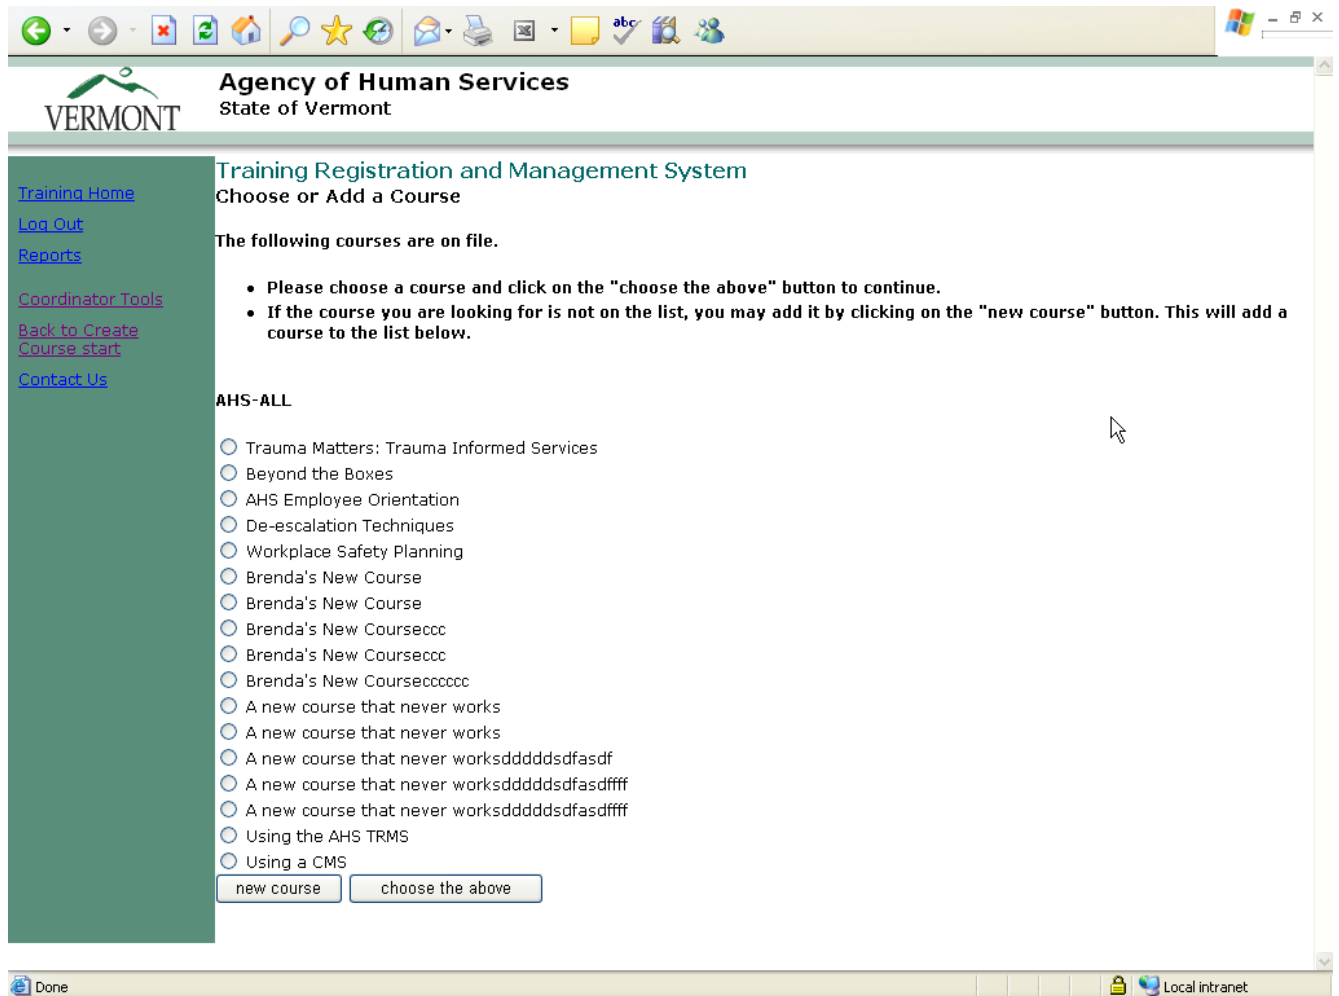 abc
VERMONT
Agency of Human Services
State of Vermont
Training Home
Log Out
Reports
Coordinator Tools
Back to Create
Course start
Contact Us
Training Registration and Management System
Choose or Add a Course
The following courses are on file.
• Please choose a course and click on the "choose the above" button to continue.
• If the course you are looking for is not on the list, you may add it by clicking on the "new course" button. This will add a
course to the list below.
AHS-ALL
Trauma Matters: Trauma Informed Services
Beyond the Boxes
AHS Employee Orientation
De-escalation Techniques
Workplace Safety Planning
Brenda's New Course
Brenda's New Course
Brenda's New Courseccc
Brenda's New Courseccc
Brenda's New Coursecccccc
A new course that never works
A new course that never works
A new course that never worksdddddsdfasdf
A new course that never worksdddddsdfasdffff
A new course that never worksdddddsdfasdffff
Using the AHS TRMS
Using a CMS
new course choose the above
Done Local intranet